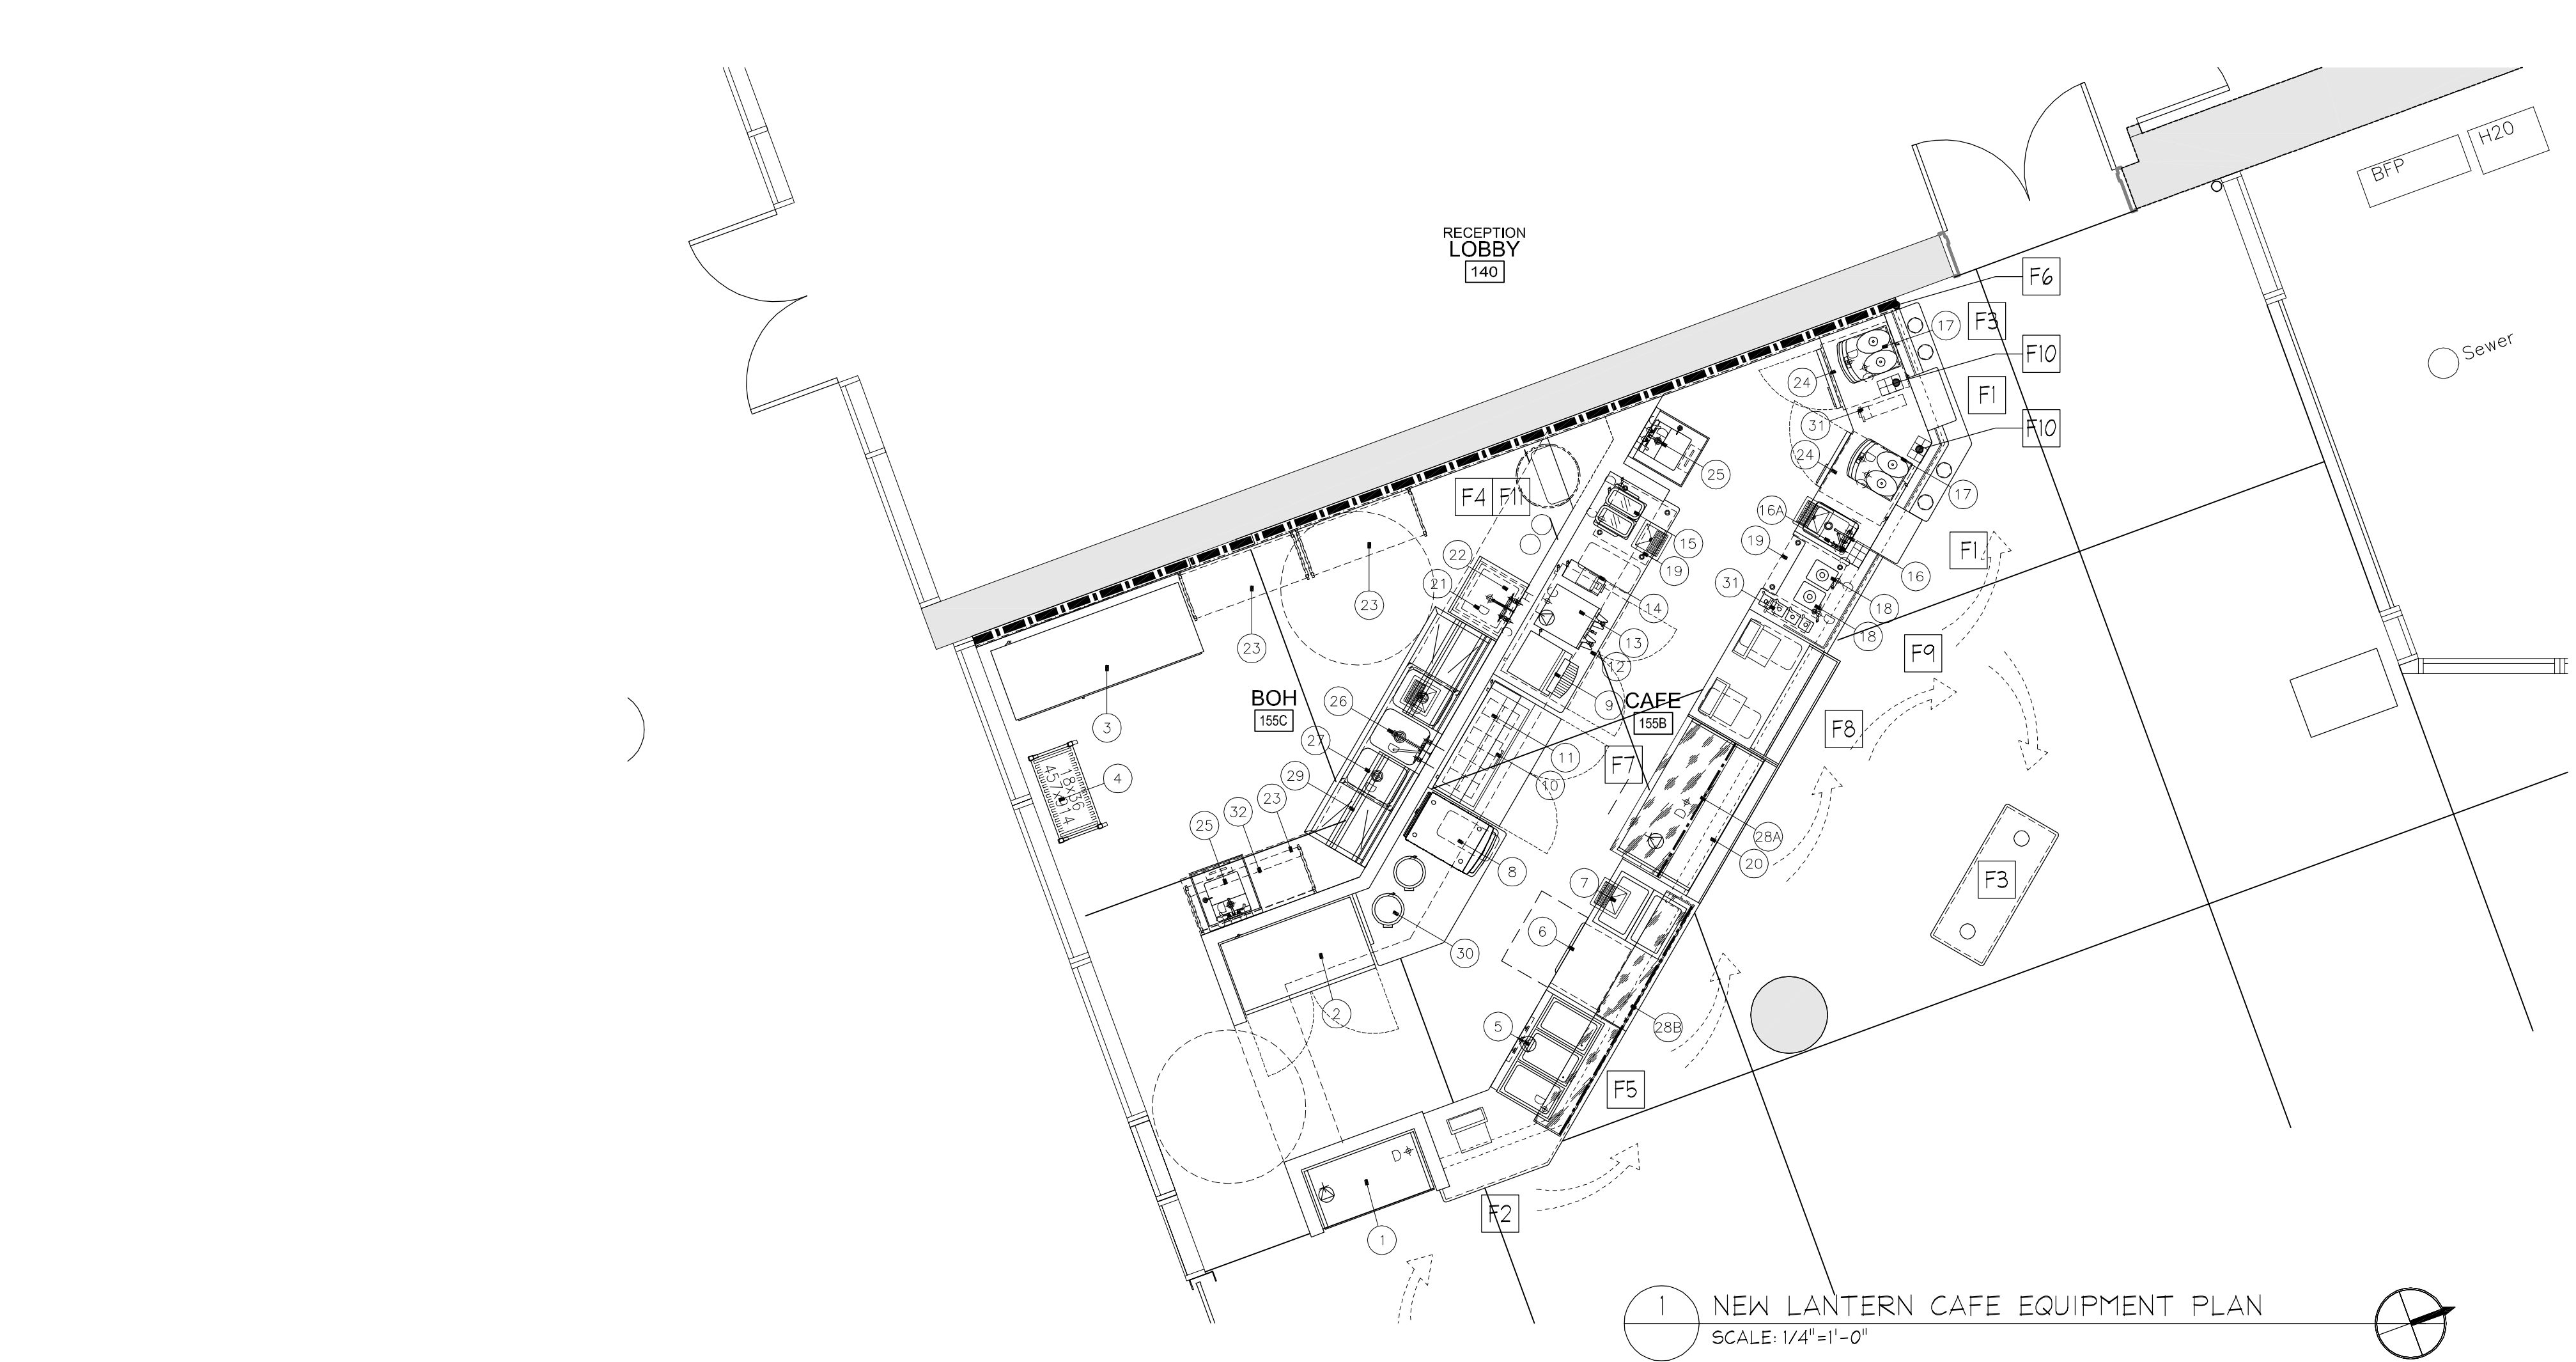 H20
BFP
RECEPTION
LOBBY
140
F6
F3
17
F10
Sewer
24
F1
31
F10
24
25
17
F4
F11
16A
15
19
F1
22
19
16
21
23
14
31
18
23
13
18
12
F9
3
BOH
155C
26
9
CAFE
155B
F8
27
11
F7
4
18x36
457x914
29
10
23
32
25
28A
20
8
7
F3
6
30
2
5
28B
F5
D
D
F2
1
1
NEW LANTERN CAFE EQUIPMENT PLAN
SCALE: 1/4"=1'-0"